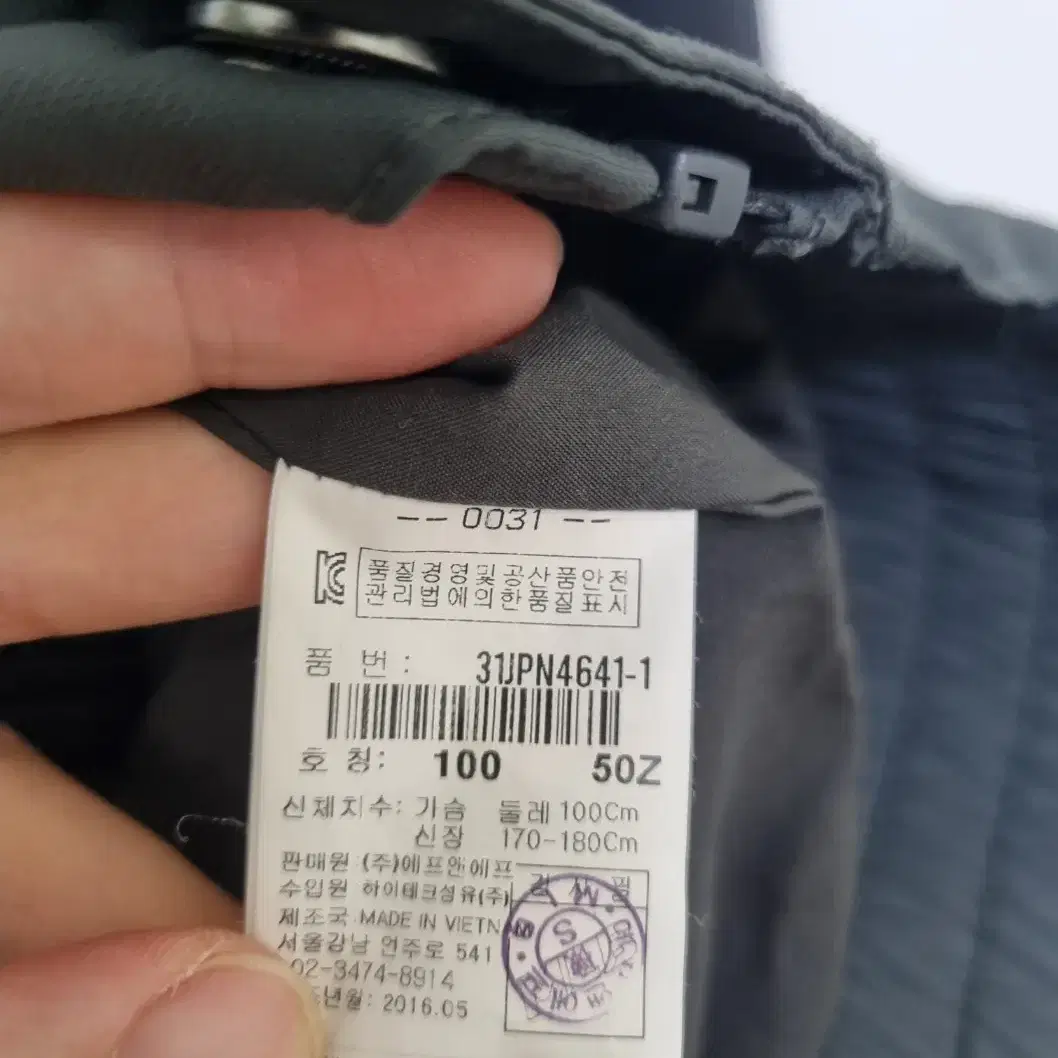 -- 0031 --
품질경영및공산품안전
관리법에의한품질표시
품 번: 31JPN4641-1
호 칭: 100 50Z
신체치수: 가슴 둘레 100Cm
신장 170-180Cm
판매원 :(주)에프앤에프
수입원 하이테크섬유(주)
제조국 MADE IN VIETN
서울강남 언주로 541
02-3474-8914
년월: 2016.05